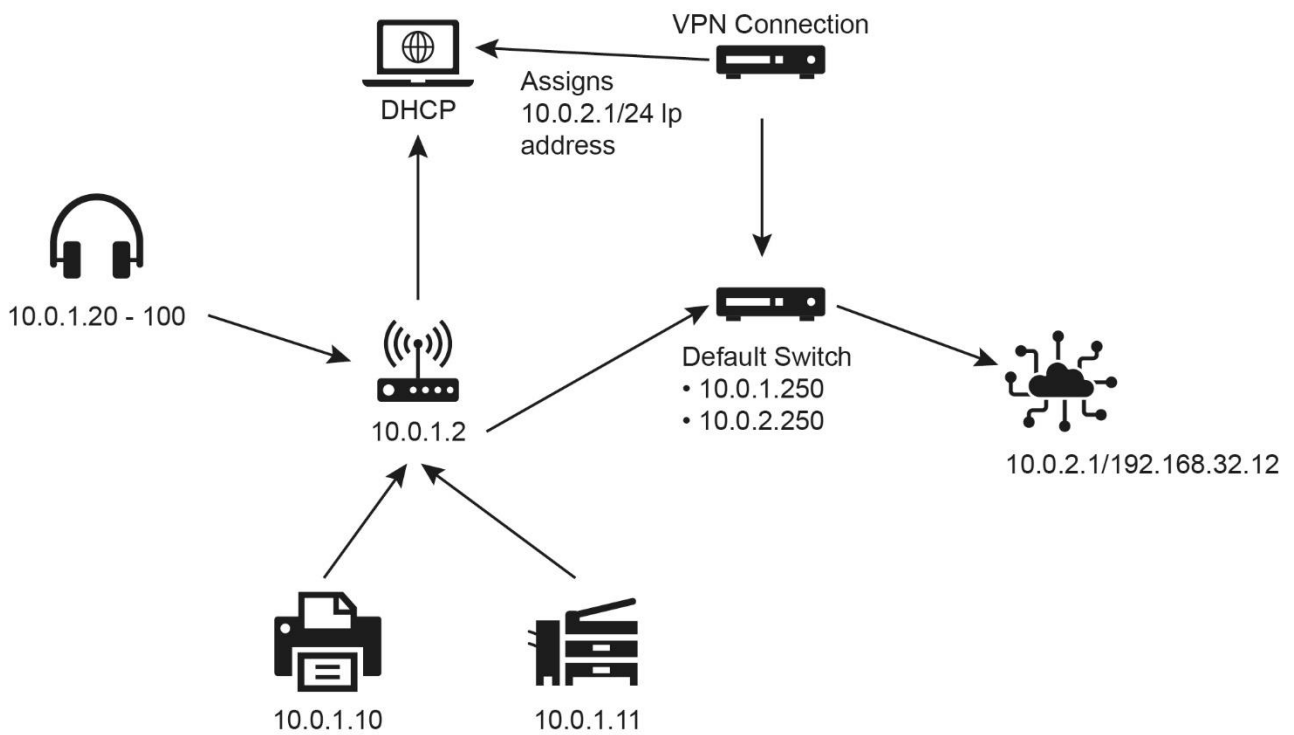 VPN Connection
DHCP
Assigns
10.0.2.1/24 Ip
address
10.0.1.20 - 100
10.0.1.2
Default Switch
• 10.0.1.250
• 10.0.2.250
10.0.2.1/192.168.32.12
10.0.1.10
10.0.1.11